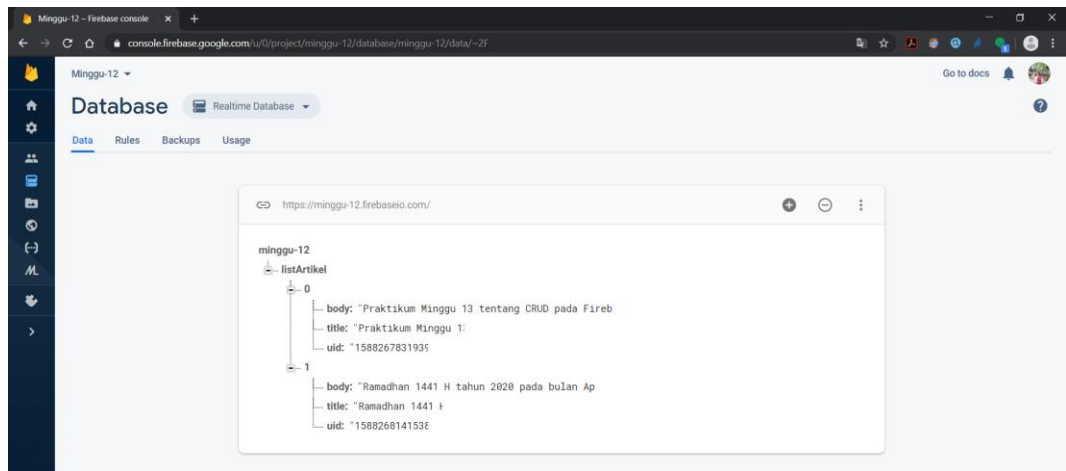 Minggu-12 – Firebase console
console.firebase.google.com/u/0/project/minggu-12/database/minggu-12/data/~2F
Minggu-12
Go to docs
Database
Realtime Database
Data Rules Backups Usage
https://minggu-12.firebaseio.com/
minggu-12
listArtikel
0
body: "Praktikum Minggu 13 tentang CRUD pada Fireb
title: "Praktikum Minggu 1
uid: "1588267831939
1
body: "Ramadhan 1441 H tahun 2020 pada bulan Ap
title: "Ramadhan 1441 H
uid: "1588268141538